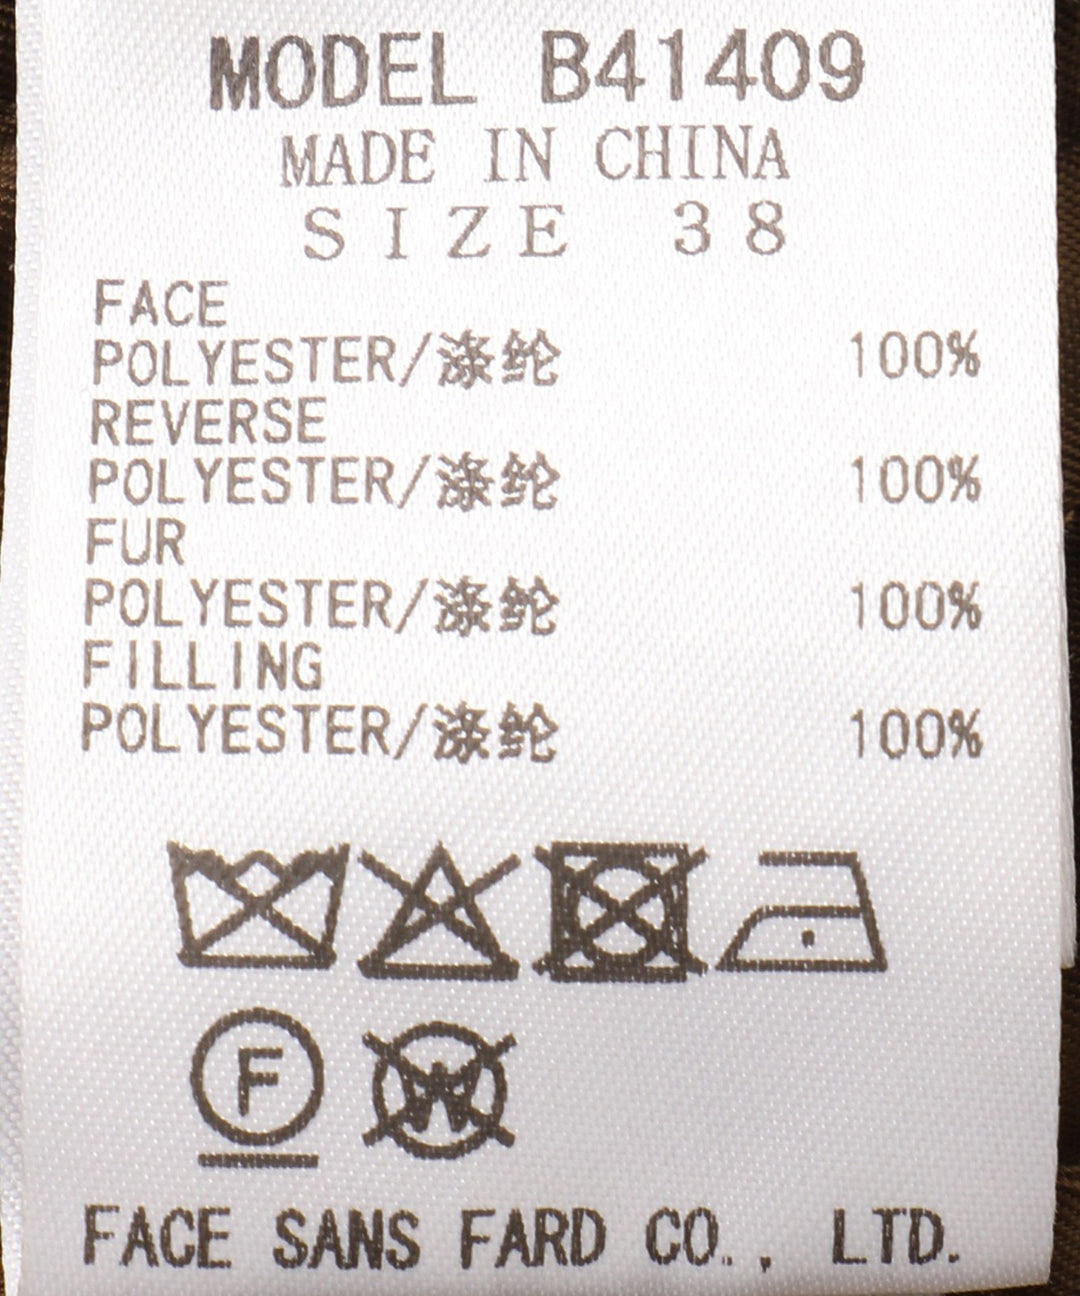 MODEL B41409
MADE IN CHINA
SIZE 38
FACE
POLYESTER/涤纶 100%
REVERSE
POLYESTER/涤纶 100%
FUR
POLYESTER/涤纶 100%
FILLING
POLYESTER/涤纶 100%
F W
FACE SANS FARD CO., LTD.